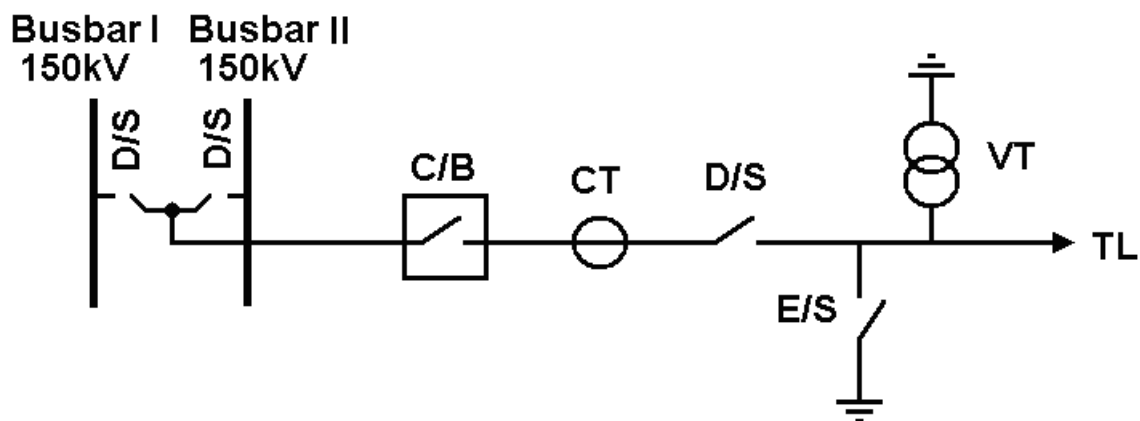 Busbar I Busbar II
150kV 150kV
D/S D/S
C/B
CT
D/S
VT
TL
E/S